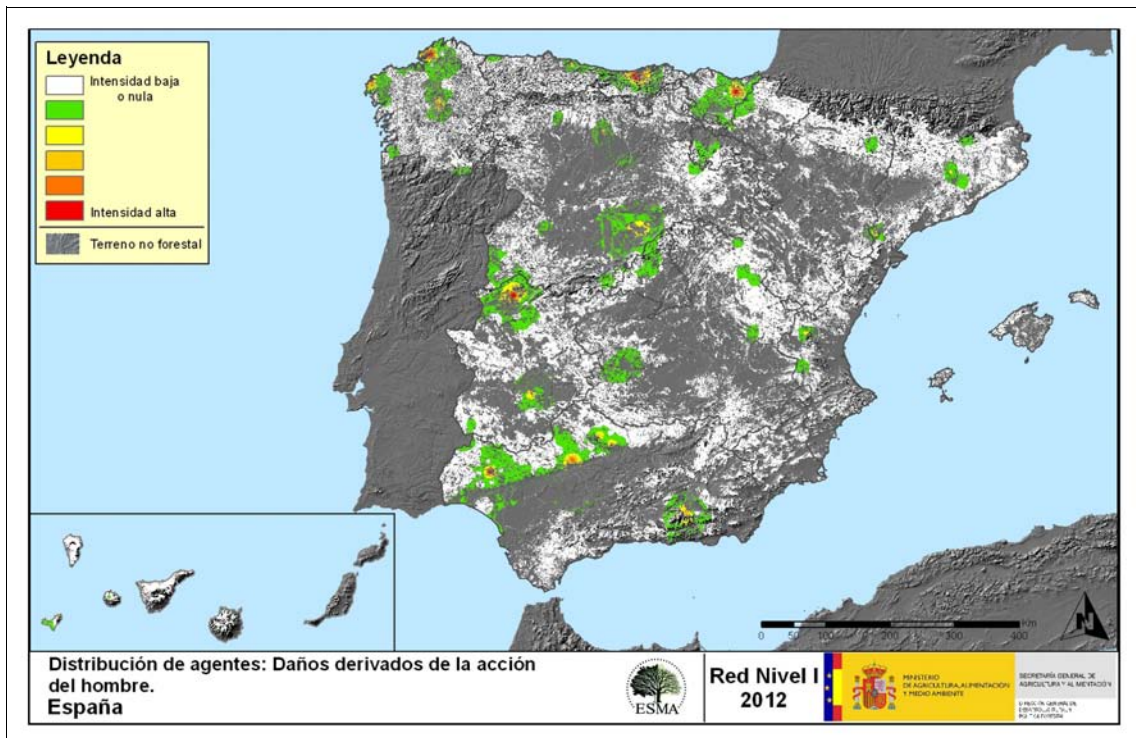 Leyenda
Intensidad baja
o nula
Intensidad alta
Terreno no forestal
Km
0 50 100 200 300 400
N
Distribución de agentes: Daños derivados de la acción
del hombre.
España
ESMA
Red Nivel I
2012
MINISTERIO
DE AGRICULTURA, ALIMENTACIÓN
Y MEDIO AMBIENTE
SECRETARÍA GENERAL DE
AGRICULTURA Y ALIMENTACIÓN